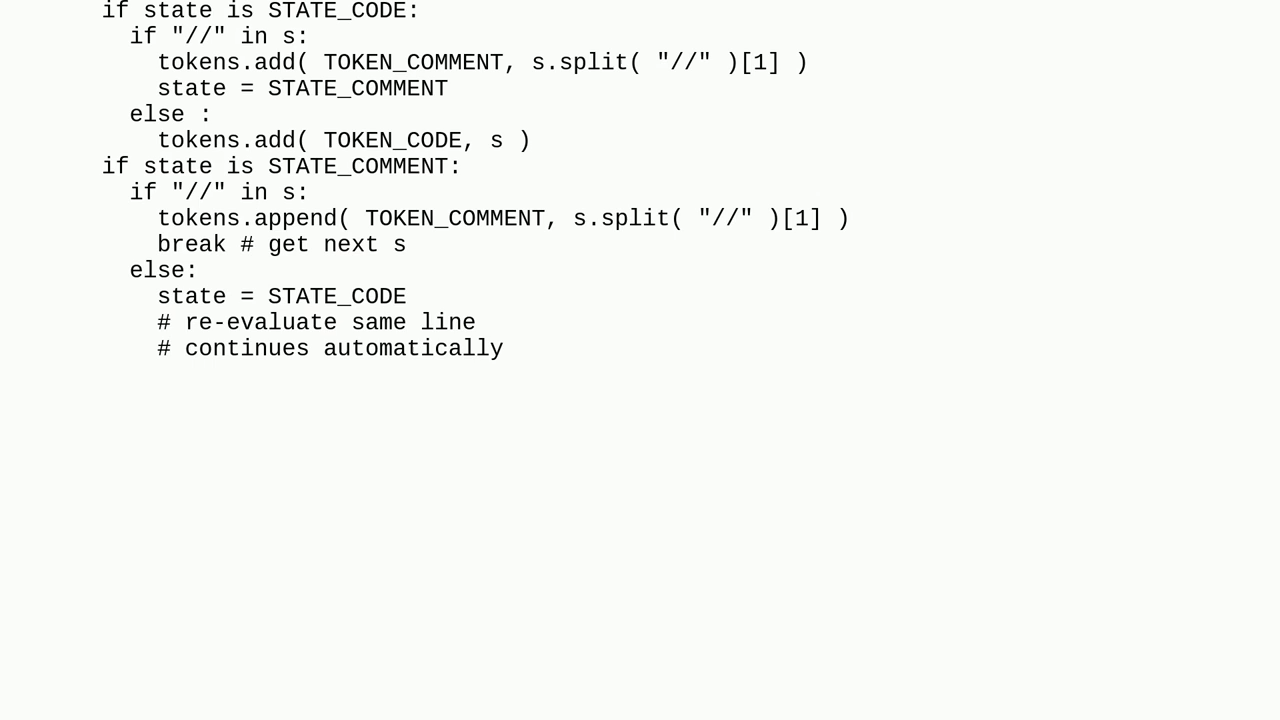 if state is STATE_CODE:
if "//" in s:
tokens.add( TOKEN_COMMENT, s.split( "//" )[1] )
state = STATE_COMMENT
else :
tokens.add( TOKEN_CODE, s )
if state is STATE_COMMENT:
if "//" in s:
tokens.append( TOKEN_COMMENT, s.split( "//" )[1] )
break # get next s
else:
state = STATE_CODE
# re-evaluate same line
# continues automatically